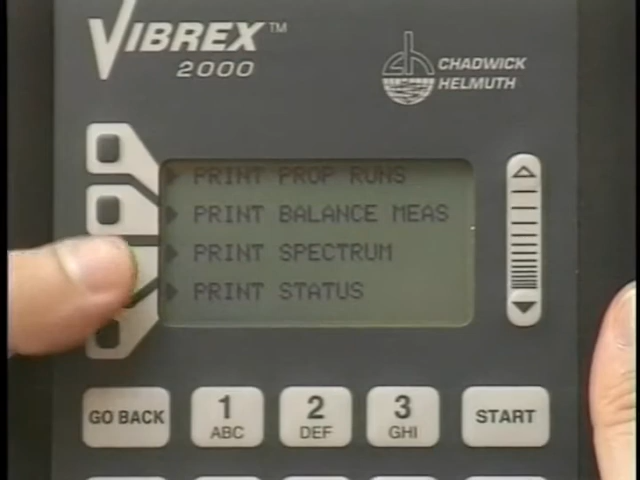 VIBREX™
2000
CHADWICK
HELMUTH
PRINT PROP RUNS
PRINT BALANCE MEAS
PRINT SPECTRUM
PRINT STATUS
GO BACK
1
ABC
2
DEF
3
GHI
START